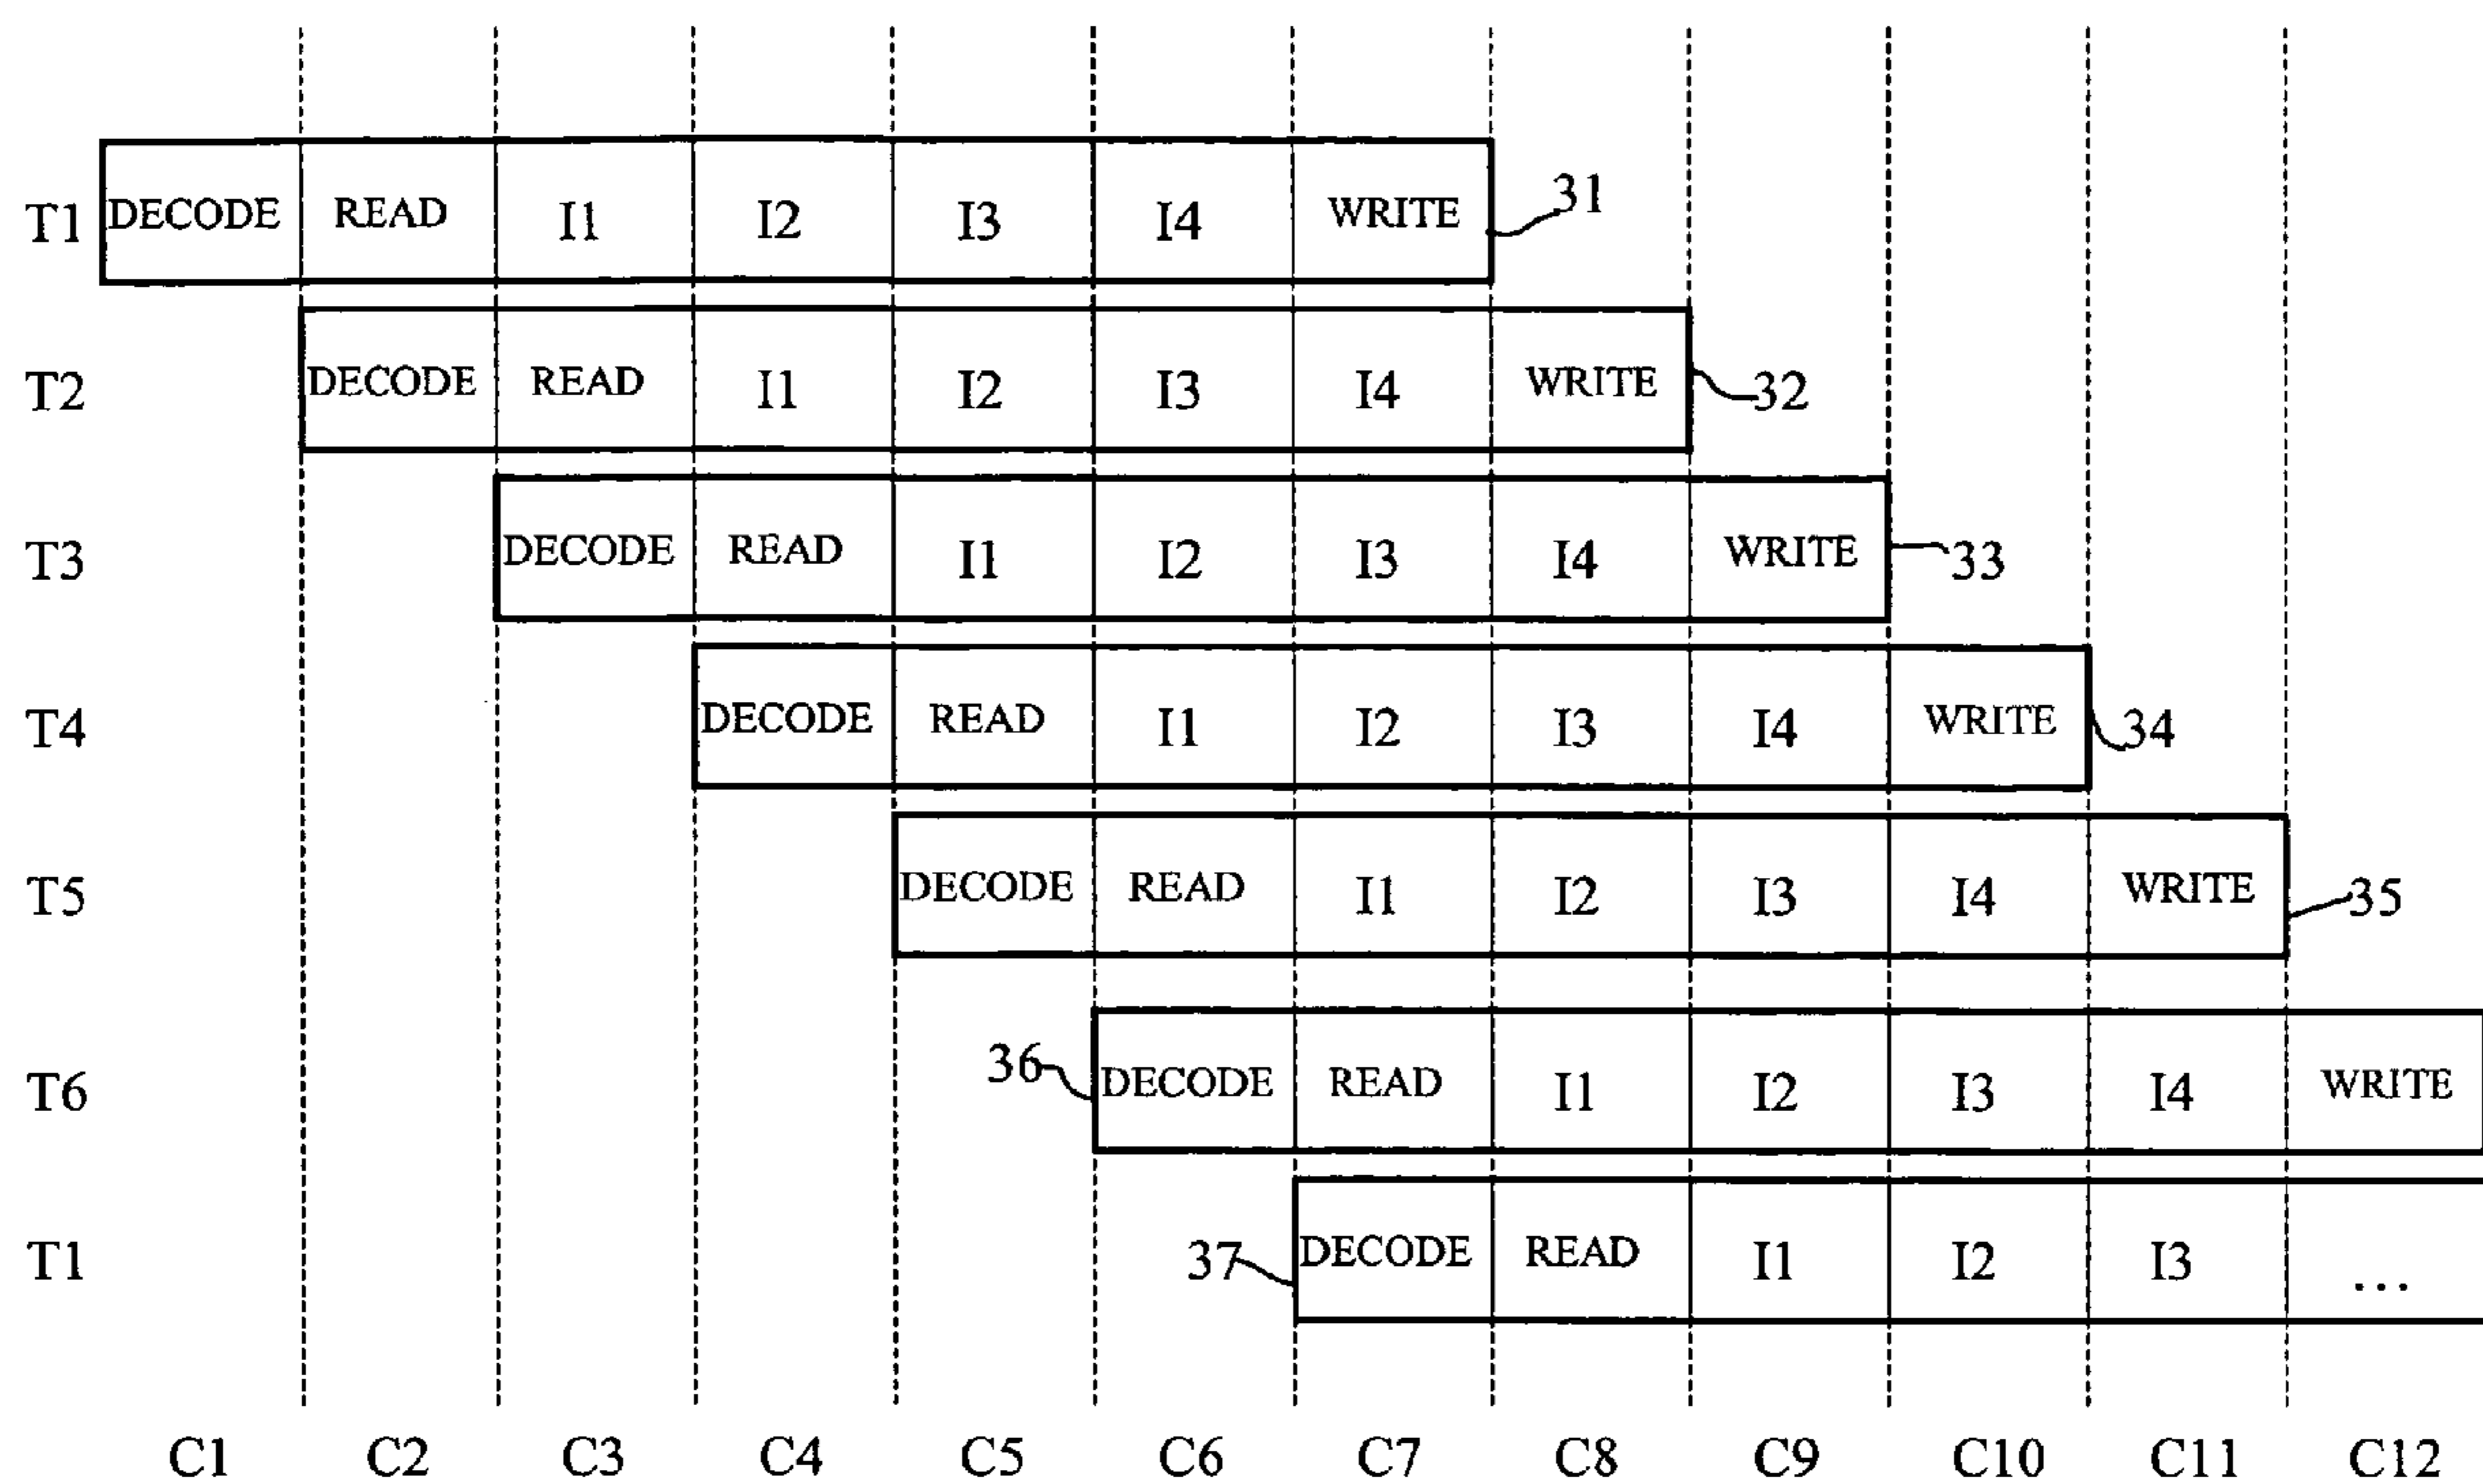 T1 DECODE READ I1 I2 I3 I4 WRITE 31
T2 DECODE READ I1 I2 I3 I4 WRITE 32
T3 DECODE READ I1 I2 I3 I4 WRITE 33
T4 DECODE READ I1 I2 I3 I4 WRITE 34
T5 DECODE READ I1 I2 I3 I4 WRITE 35
T6 36 DECODE READ I1 I2 I3 I4 WRITE
T1 37 DECODE READ I1 I2 I3 ...
C1 C2 C3 C4 C5 C6 C7 C8 C9 C10 C11 C12